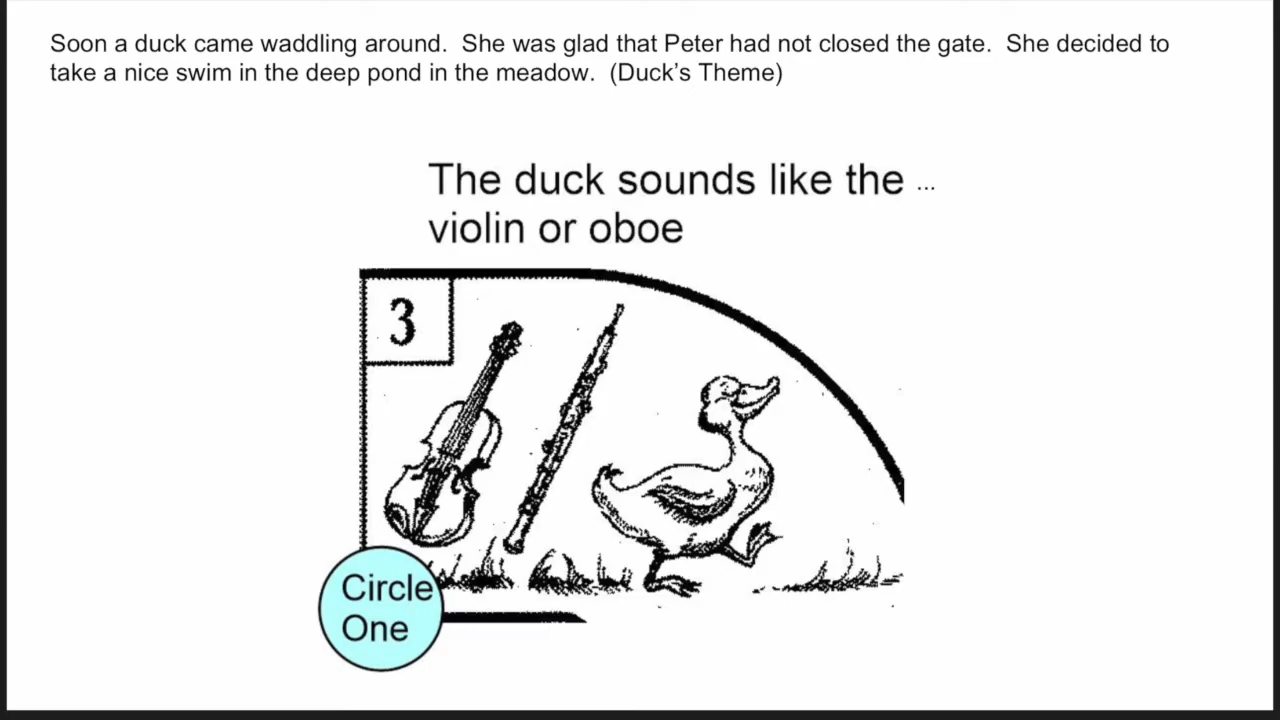 Soon a duck came waddling around.  She was glad that Peter had not closed the gate.  She decided to
take a nice swim in the deep pond in the meadow.  (Duck’s Theme)
The duck sounds like the ...
violin or oboe
3
Circle
One